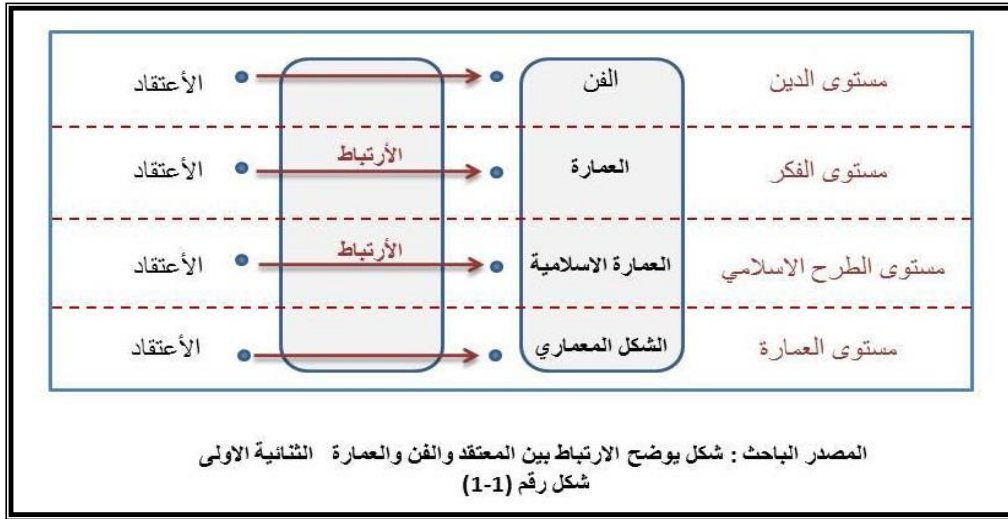 مستوى الدين الفن الأعتقاد
الأرتباط
مستوى الفكر العمارة الأعتقاد
الأرتباط
مستوى الطرح الاسلامي العمارة الاسلامية الأعتقاد
مستوى العمارة الشكل المعماري الأعتقاد
المصدر الباحث : شكل يوضح الارتباط بين المعتقد والفن والعمارة الثنائية الاولى
شكل رقم (1-1)